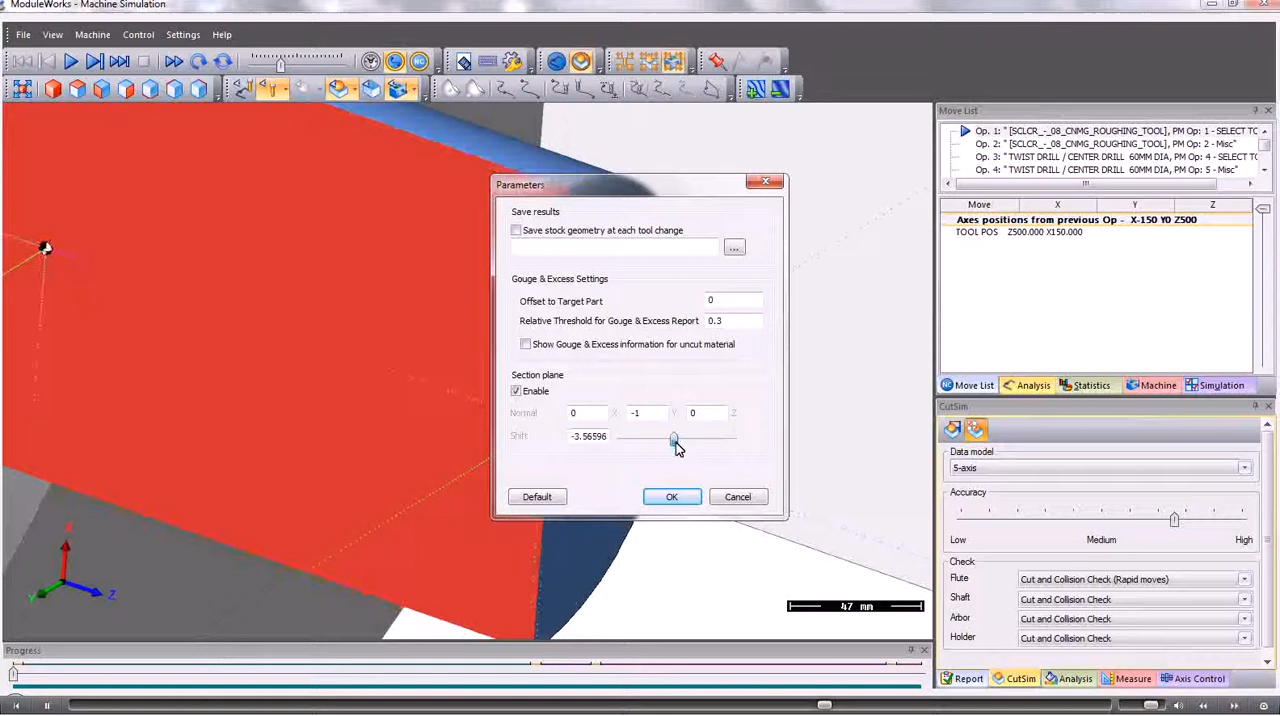 ModuleWorks - Machine Simulation
File View Machine Control Settings Help
NC
Parameters
Save results
Save stock geometry at each tool change
...
Gouge & Excess Settings
Offset to Target Part 0
Relative Threshold for Gouge & Excess Report 0.3
Show Gouge & Excess information for uncut material
Section plane
Enable
Normal 0 X -1 Y 0 Z
Shift -3.56596
Default OK Cancel
X
Y
Z
47 mm
Progress
Move List
Op. 1: " [SCLCR_-_08_CNMG_ROUGHING_TOOL], PM Op: 1 - SELECT TO
Op. 2: " [SCLCR_-_08_CNMG_ROUGHING_TOOL], PM Op: 2 - Misc"
Op. 3: " TWIST DRILL / CENTER DRILL 60MM DIA, PM Op: 4 - SELECT TO
Op. 4: " TWIST DRILL / CENTER DRILL 60MM DIA, PM Op: 5 - Misc"
Move X Y Z
Axes positions from previous Op - X-150 Y0 Z500
TOOL POS Z500.000 X150.000
NC Move List Analysis Statistics Machine Simulation
CutSim
Data model
5-axis
Accuracy
Low Medium High
Check
Flute Cut and Collision Check (Rapid moves)
Shaft Cut and Collision Check
Arbor Cut and Collision Check
Holder Cut and Collision Check
Report CutSim Analysis Measure Axis Control